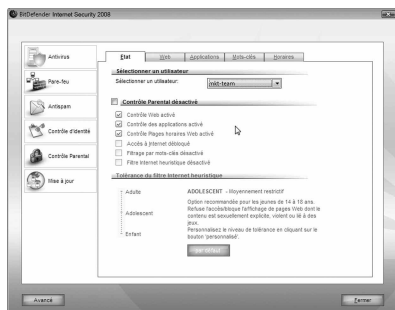 BitDefender Internet Security 2008
Antivirus
Pare-feu
Antispam
Contrôle d'identité
Contrôle Parental
Mise à jour
Etat
Web
Applications
Mots-clés
Horaires
Sélectionner un utilisateur
Sélectionner un utilisateur:
mkt-team
Contrôle Parental désactivé
Contrôle Web activé
Contrôle des applications activé
Contrôle Plages horaires Web activé
Accès à Internet débloqué
Filtrage par mots-clés désactivé
Filtre Internet heuristique désactivé
Tolérance du filtre Internet heuristique
Adulte
Adolescent
Enfant
ADOLESCENT - Moyennement restrictif
Option recommandée pour les jeunes de 14 à 18 ans.
Refuse l'accès/bloque l'affichage de pages Web dont le
contenu est sexuellement explicite, violent ou lié à des
jeux.
Personnalisez le niveau de tolérance en cliquant sur le
bouton 'personnalisé'.
par défaut
Avancé
Fermer